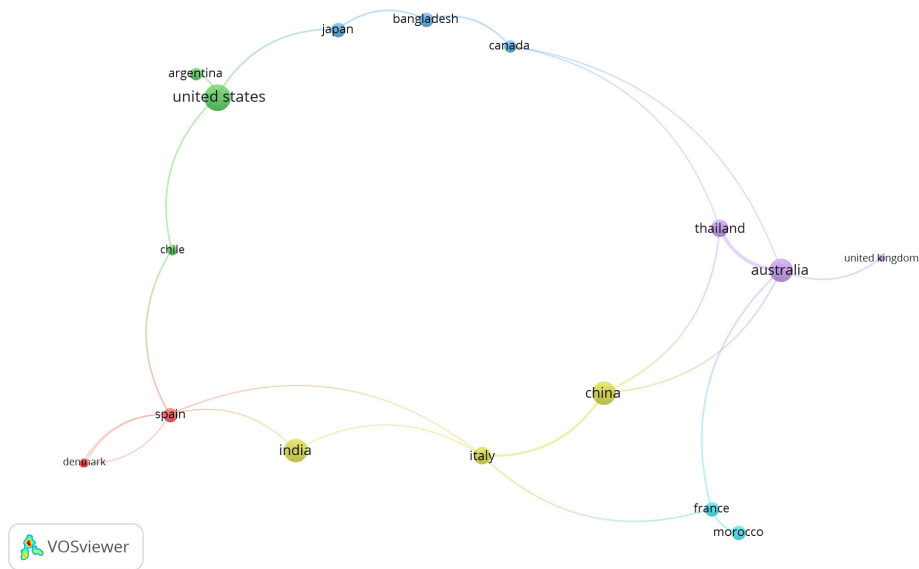 bangladesh
japan
canada
argentina
united states
thailand
chile
united kingdom
australia
china
spain
india
italy
denmark
france
morocco
VOSviewer